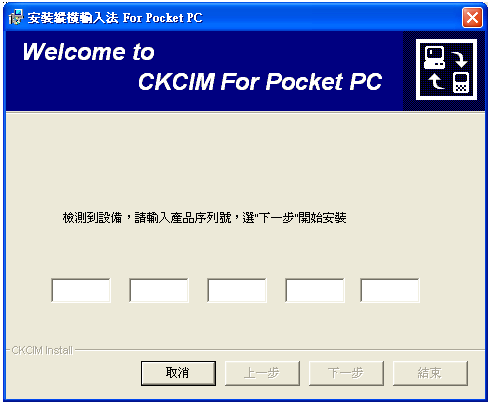 安裝縱橫輸入法 For Pocket PC
Welcome to
CKCIM For Pocket PC
檢測到設備，請輸入產品序列號，選"下一步"開始安裝
CKCIM Install
取消
上一步
下一步
結束